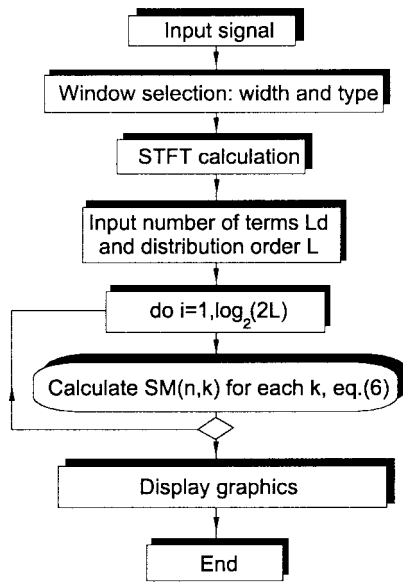 Input signal
Window selection: width and type
STFT calculation
Input number of terms Ld
and distribution order L
do i=1,log₂(2L)
Calculate SM(n,k) for each k, eq.(6)
Display graphics
End